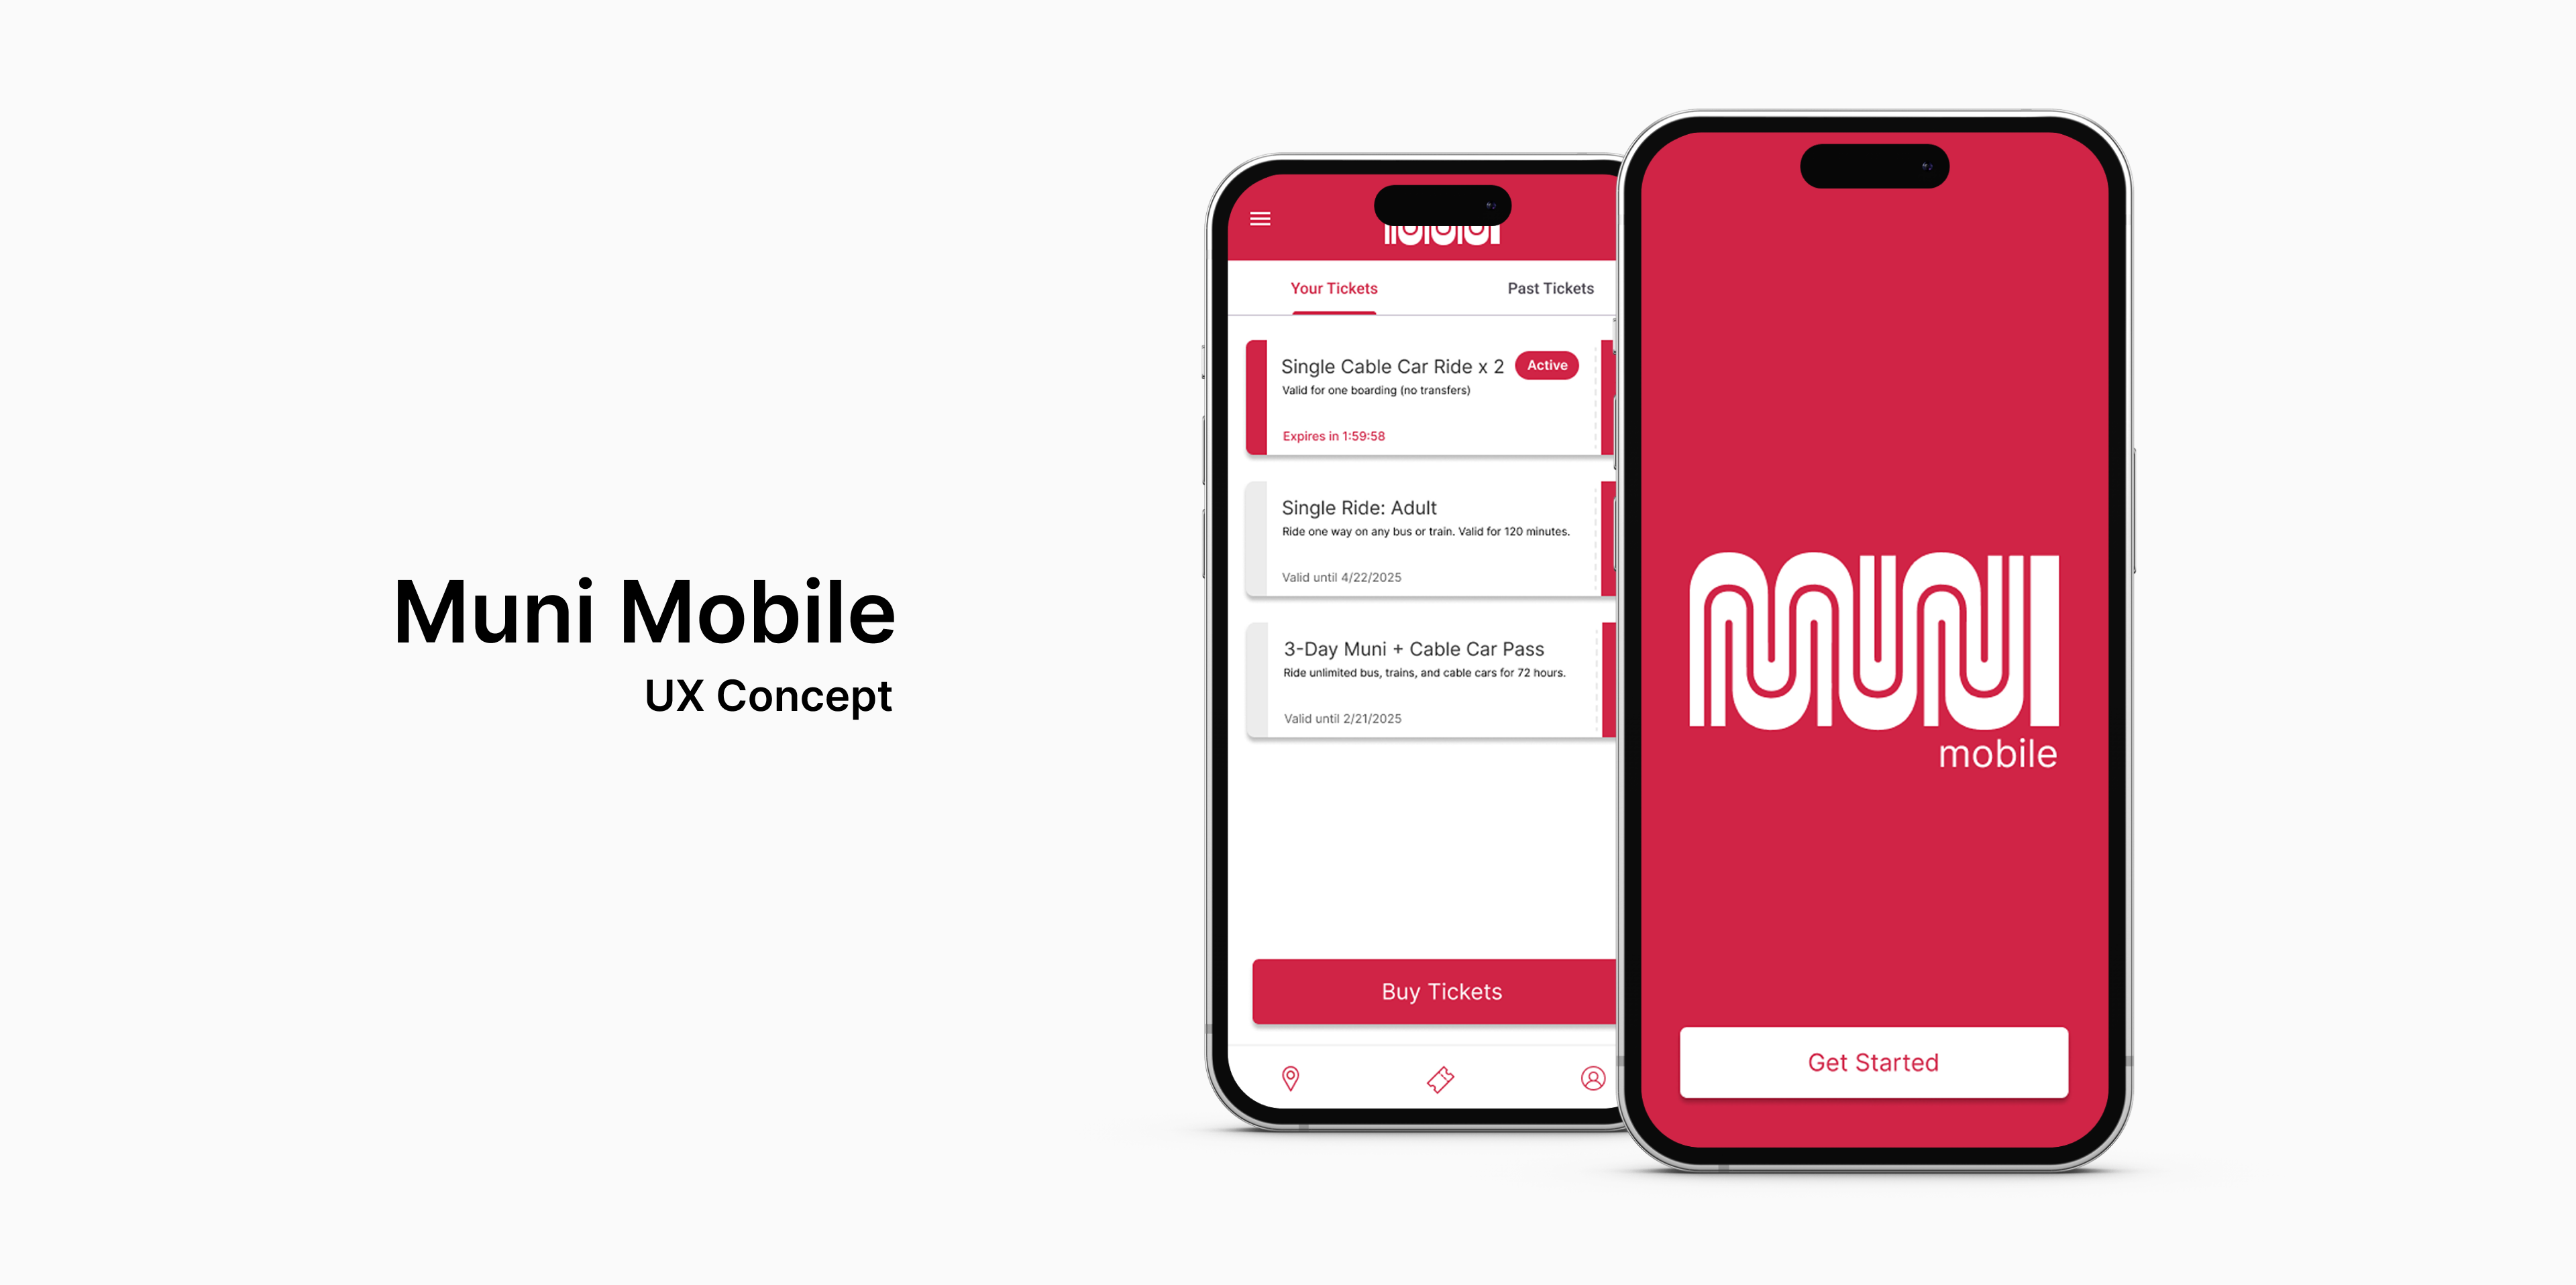 Muni Mobile
UX Concept
Your Tickets
Past Tickets
Single Cable Car Ride x 2
Active
Valid for one boarding (no transfers)
Expires in 1:59:58
Single Ride: Adult
Ride one way on any bus or train. Valid for 120 minutes.
Valid until 4/22/2025
3-Day Muni + Cable Car Pass
Ride unlimited bus, trains, and cable cars for 72 hours.
Valid until 2/21/2025
Buy Tickets
muni
mobile
Get Started